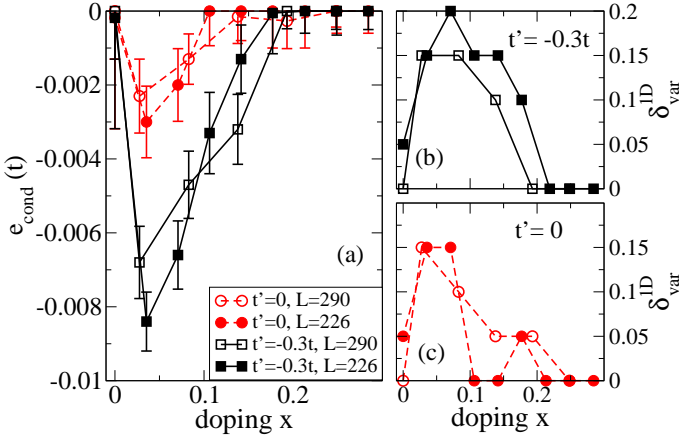 0
-0.002
-0.004
-0.006
-0.008
-0.01
e_cond (t)
(a)
t'=0, L=290
t'=0, L=226
t'=-0.3t, L=290
t'=-0.3t, L=226
0 0.1 0.2
doping x
t'= -0.3t
(b)
0.2
0.15
0.1
0.05
0
δ^1D_var
t'= 0
(c)
0.15
0.1
0.05
0
δ^1D_var
0 0.1 0.2
doping x